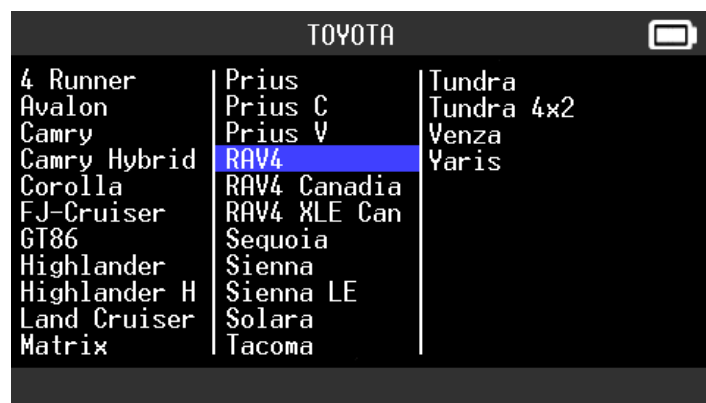 TOYOTA
4 Runner
Avalon
Camry
Camry Hybrid
Corolla
FJ-Cruiser
GT86
Highlander
Highlander H
Land Cruiser
Matrix
Prius
Prius C
Prius V
RAV4
RAV4 Canadia
RAV4 XLE Can
Sequoia
Sienna
Sienna LE
Solara
Tacoma
Tundra
Tundra 4x2
Venza
Yaris